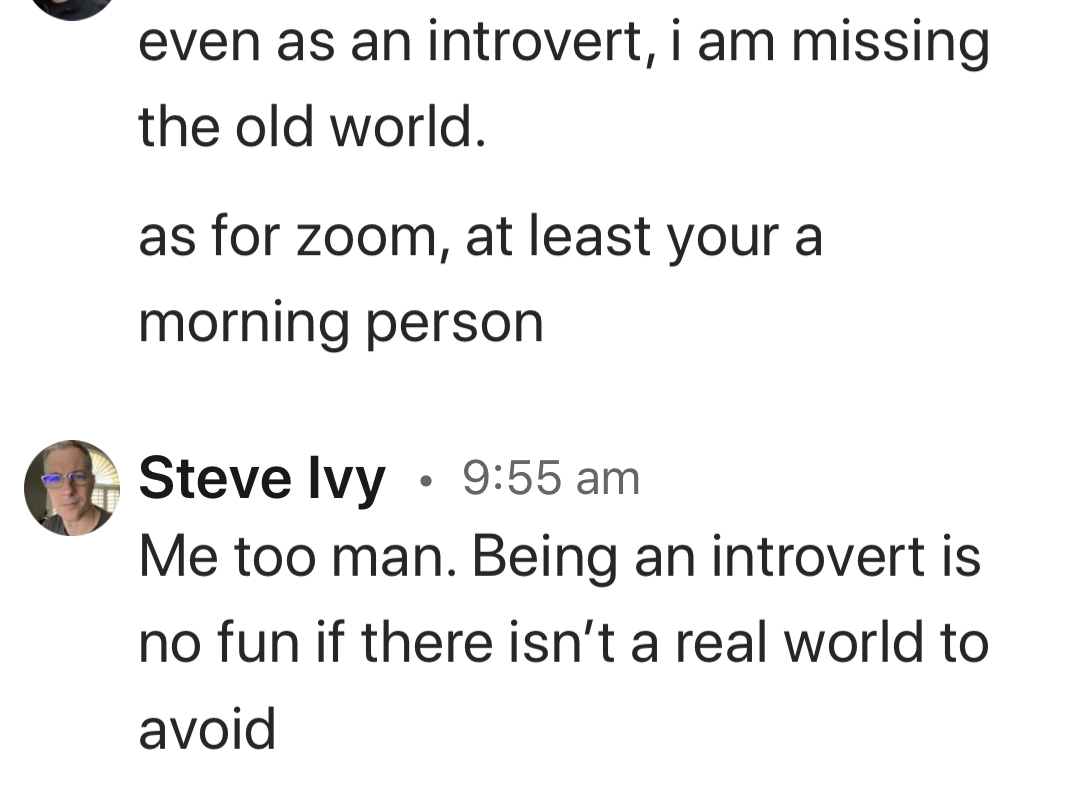 even as an introvert, i am missing
the old world.
as for zoom, at least your a
morning person
Steve Ivy • 9:55 am
Me too man. Being an introvert is
no fun if there isn’t a real world to
avoid